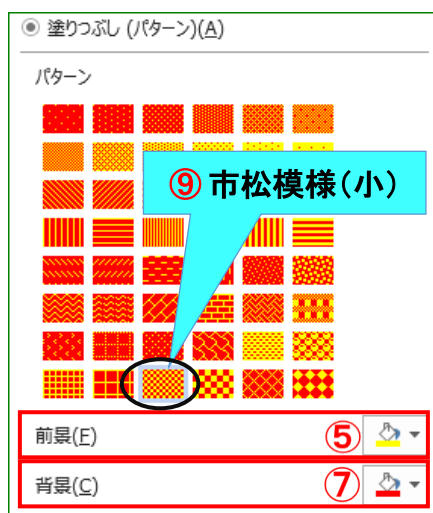 塗りつぶし (パターン)(A)
パターン
⑨市松模様(小)
前景(F) ⑤
背景(C) ⑦